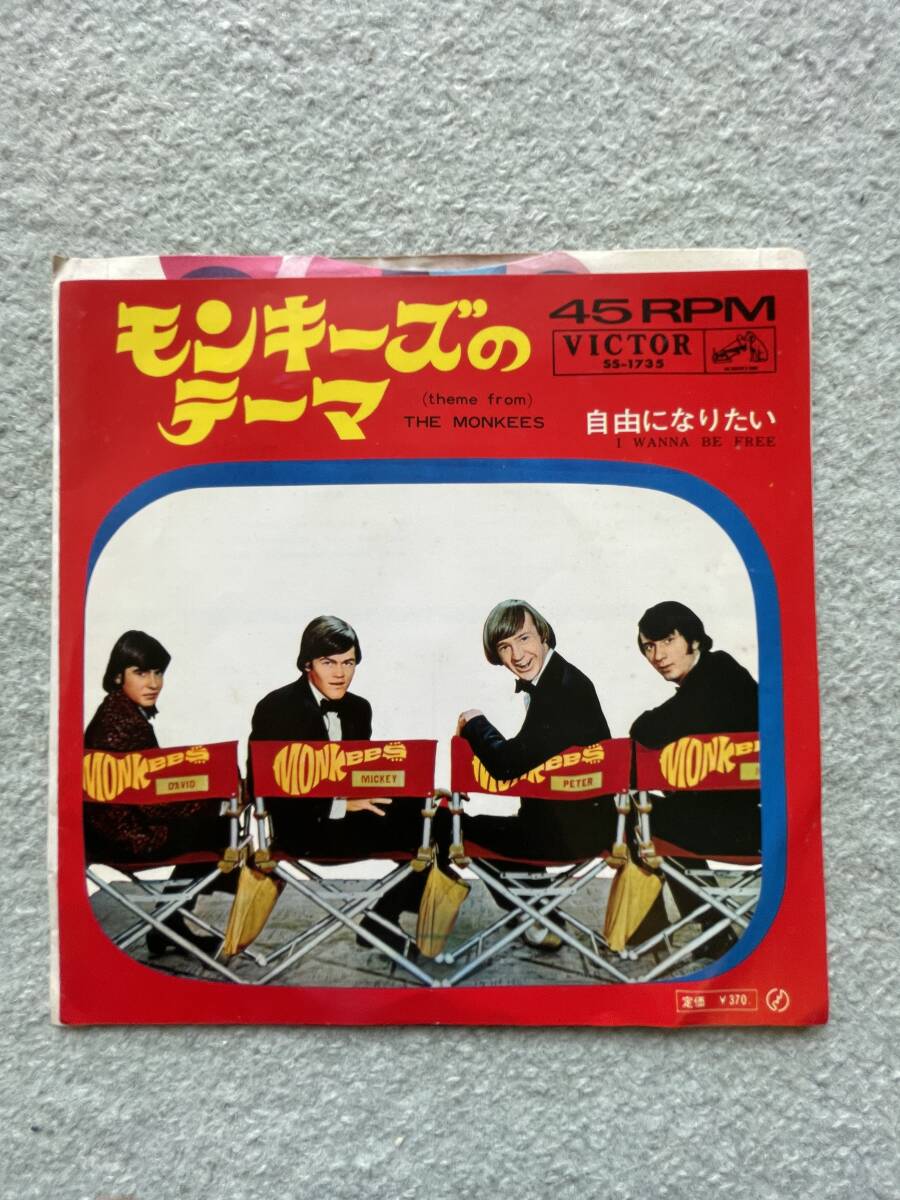 モンキーズの
テーマ
(theme from)
THE MONKEES
45 RPM
VICTOR
SS-1735
自由になりたい
I WANNA BE FREE
MONKEES
DAVID
MONKEES
MICKEY
MONKEES
PETER
MONKEES
定価 ¥370.